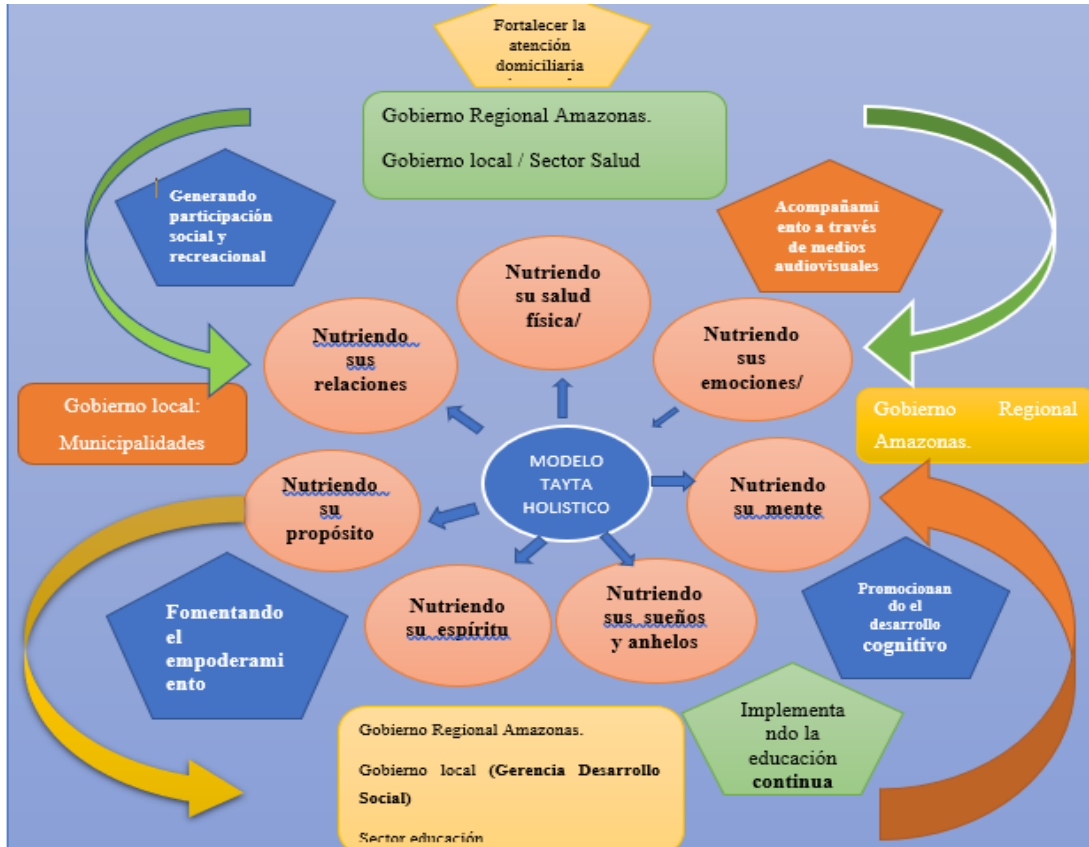 Fortalecer la
atención
domiciliaria
Gobierno Regional Amazonas.
Gobierno local / Sector Salud
Generando
participación
social y
recreacional
Acompañami
ento a través
de medios
audiovisuales
Nutriendo
su salud
física/
Nutriendo
sus
relaciones
Nutriendo
sus
emociones/
Gobierno local:
Municipalidades
Gobierno Regional
Amazonas.
MODELO
TAYTA
HOLISTICO
Nutriendo
su
propósito
Nutriendo
su mente
Nutriendo
su espíritu
Nutriendo
sus sueños
y anhelos
Fomentando
el
empoderami
ento
Promocionan
do el
desarrollo
cognitivo
Implementa
ndo la
educación
continua
Gobierno Regional Amazonas.
Gobierno local (Gerencia Desarrollo
Social)
Sector educación